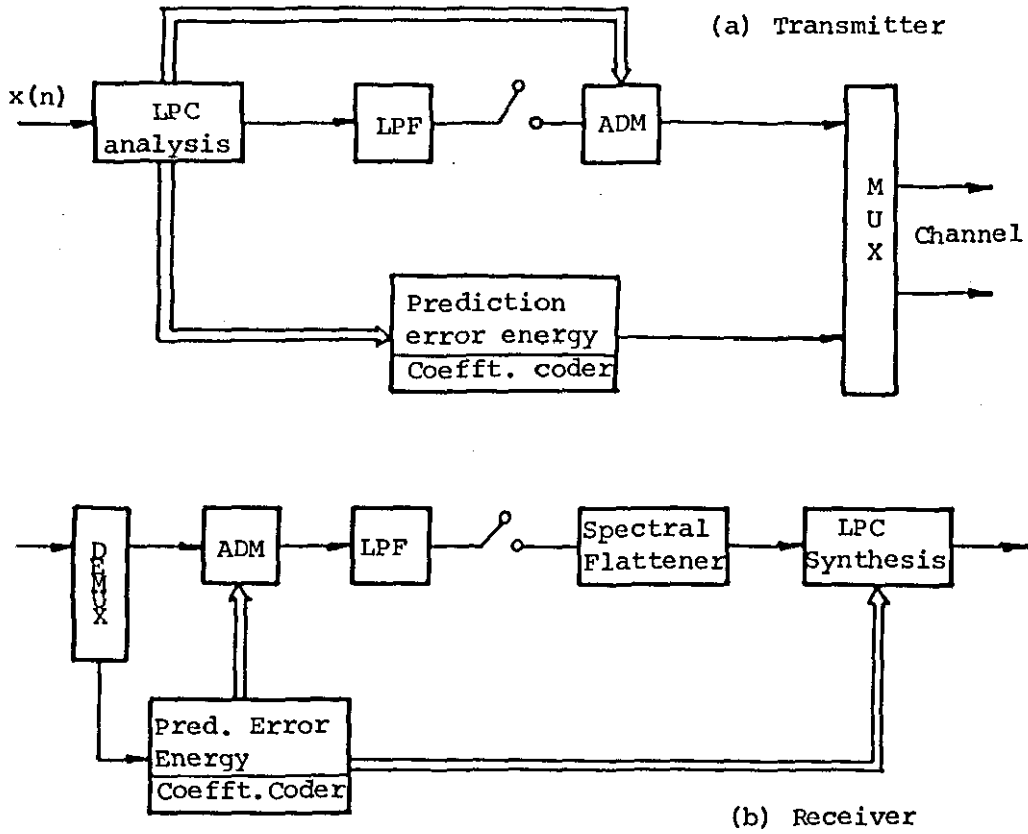 (a) Transmitter
x(n)
LPC
analysis
LPF
ADM
M
U
X
Channel
Prediction
error energy
Coefft. coder
DEMUX
ADM
LPF
Spectral
Flattener
LPC
Synthesis
Pred. Error
Energy
Coefft.Coder
(b) Receiver